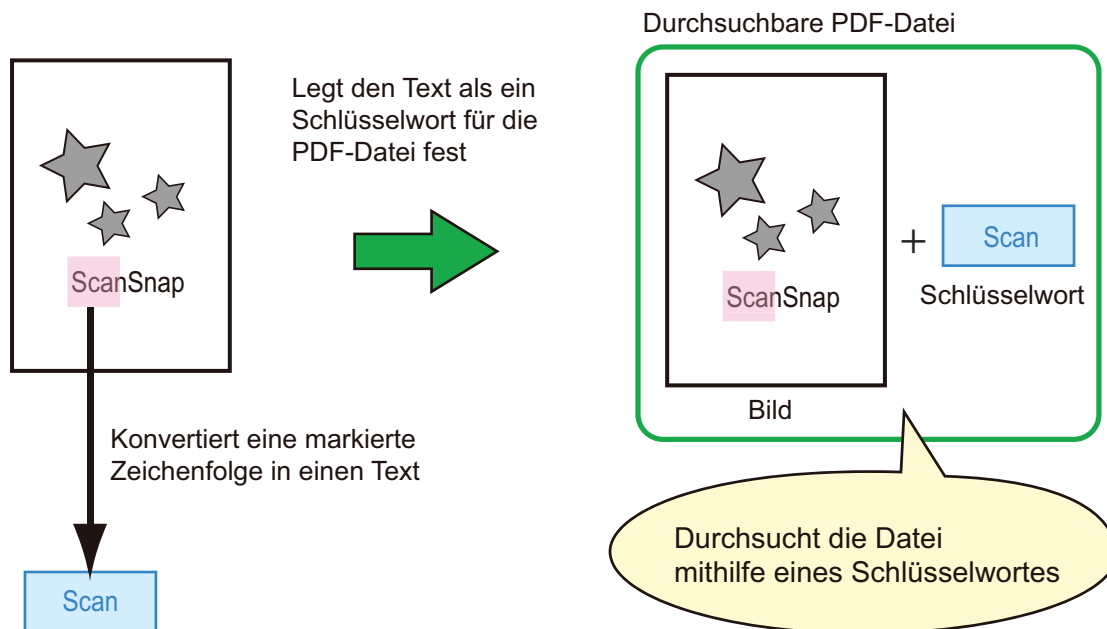 Durchsuchbare PDF-Datei
Legt den Text als ein
Schlüsselwort für die
PDF-Datei fest
ScanSnap
Konvertiert eine markierte
Zeichenfolge in einen Text
Scan
ScanSnap
Bild
+
Scan
Schlüsselwort
Durchsucht die Datei
mithilfe eines Schlüsselwortes